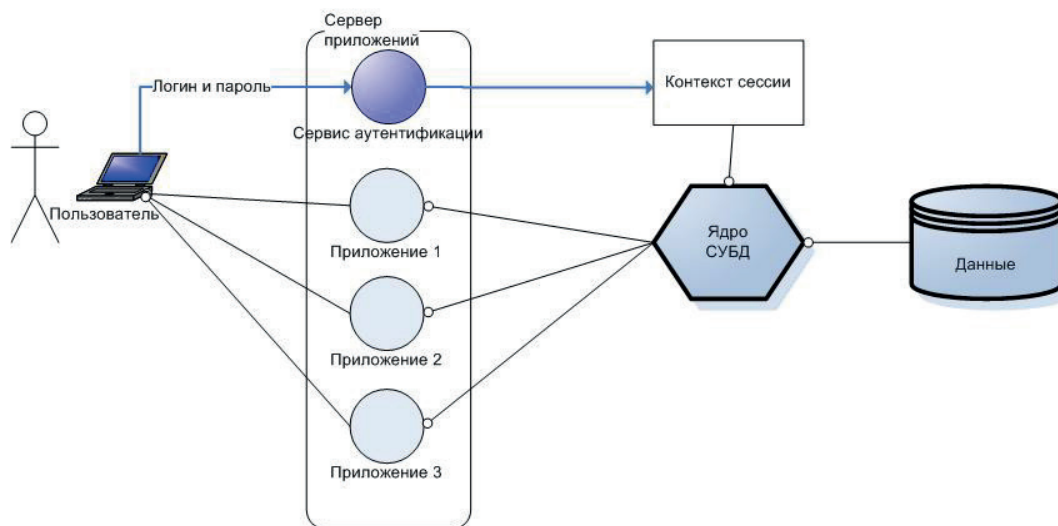 Сервер
приложений
Логин и пароль
Контекст сессии
Сервис аутентификации
Пользователь
Приложение 1
Ядро
СУБД
Данные
Приложение 2
Приложение 3